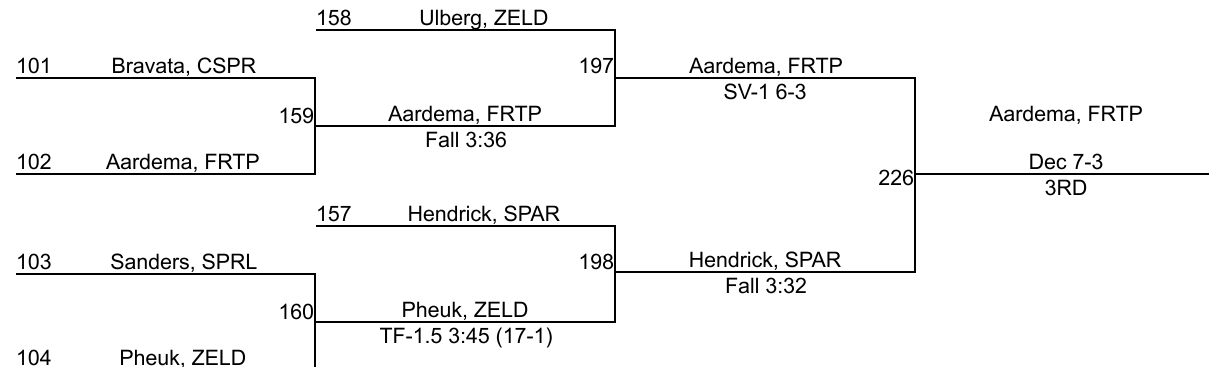 158 Ulberg, ZELD
101 Bravata, CSPR
197 Aardema, FRTP
SV-1 6-3
159 Aardema, FRTP
Fall 3:36
Aardema, FRTP
102 Aardema, FRTP
Dec 7-3
226
3RD
157 Hendrick, SPAR
103 Sanders, SPRL
198 Hendrick, SPAR
Fall 3:32
160 Pheuk, ZELD
TF-1.5 3:45 (17-1)
104 Pheuk, ZELD